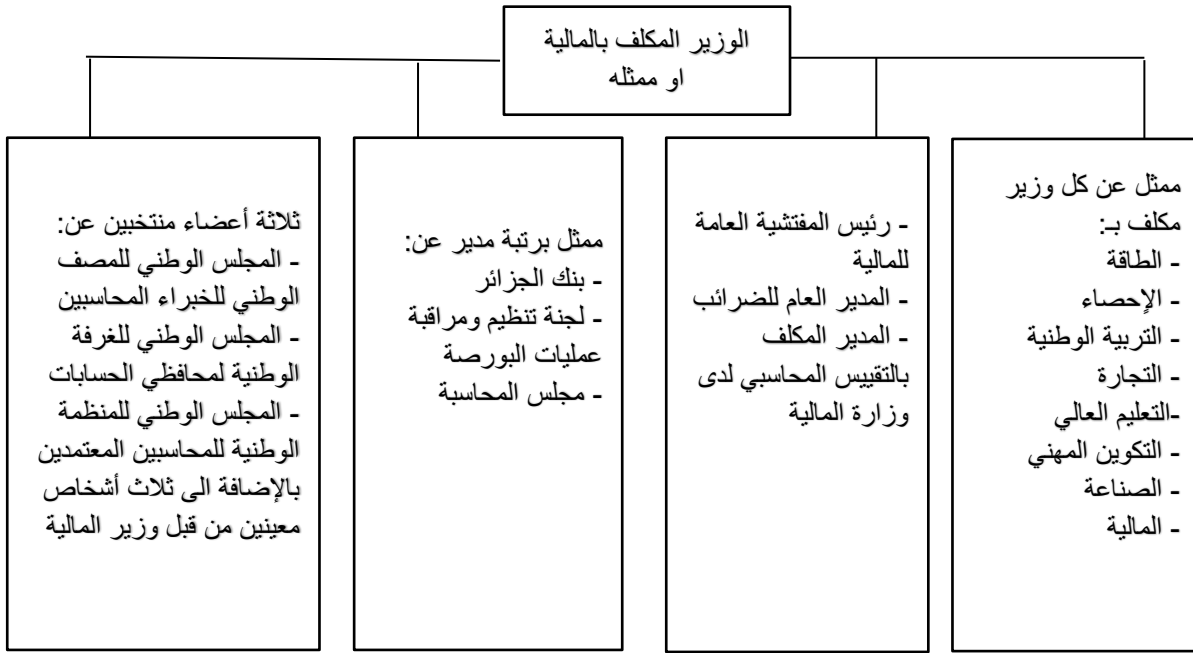 الوزير المكلف بالمالية
او ممثله
ممثل عن كل وزير
مكلف بـ:
- الطاقة
- الإحصاء
- التربية الوطنية
- التجارة
-التعليم العالي
- التكوين المهني
- الصناعة
- المالية
- رئيس المفتشية العامة
للمالية
- المدير العام للضرائب
- المدير المكلف
بالتقييس المحاسبي لدى
وزارة المالية
ممثل برتبة مدير عن:
- بنك الجزائر
- لجنة تنظيم ومراقبة
عمليات البورصة
- مجلس المحاسبة
ثلاثة أعضاء منتخبين عن:
- المجلس الوطني للمصف
الوطني للخبراء المحاسبين
- المجلس الوطني للغرفة
الوطنية لمحافظي الحسابات
- المجلس الوطني للمنظمة
الوطنية للمحاسبين المعتمدين
بالإضافة الى ثلاث أشخاص
معينين من قبل وزير المالية